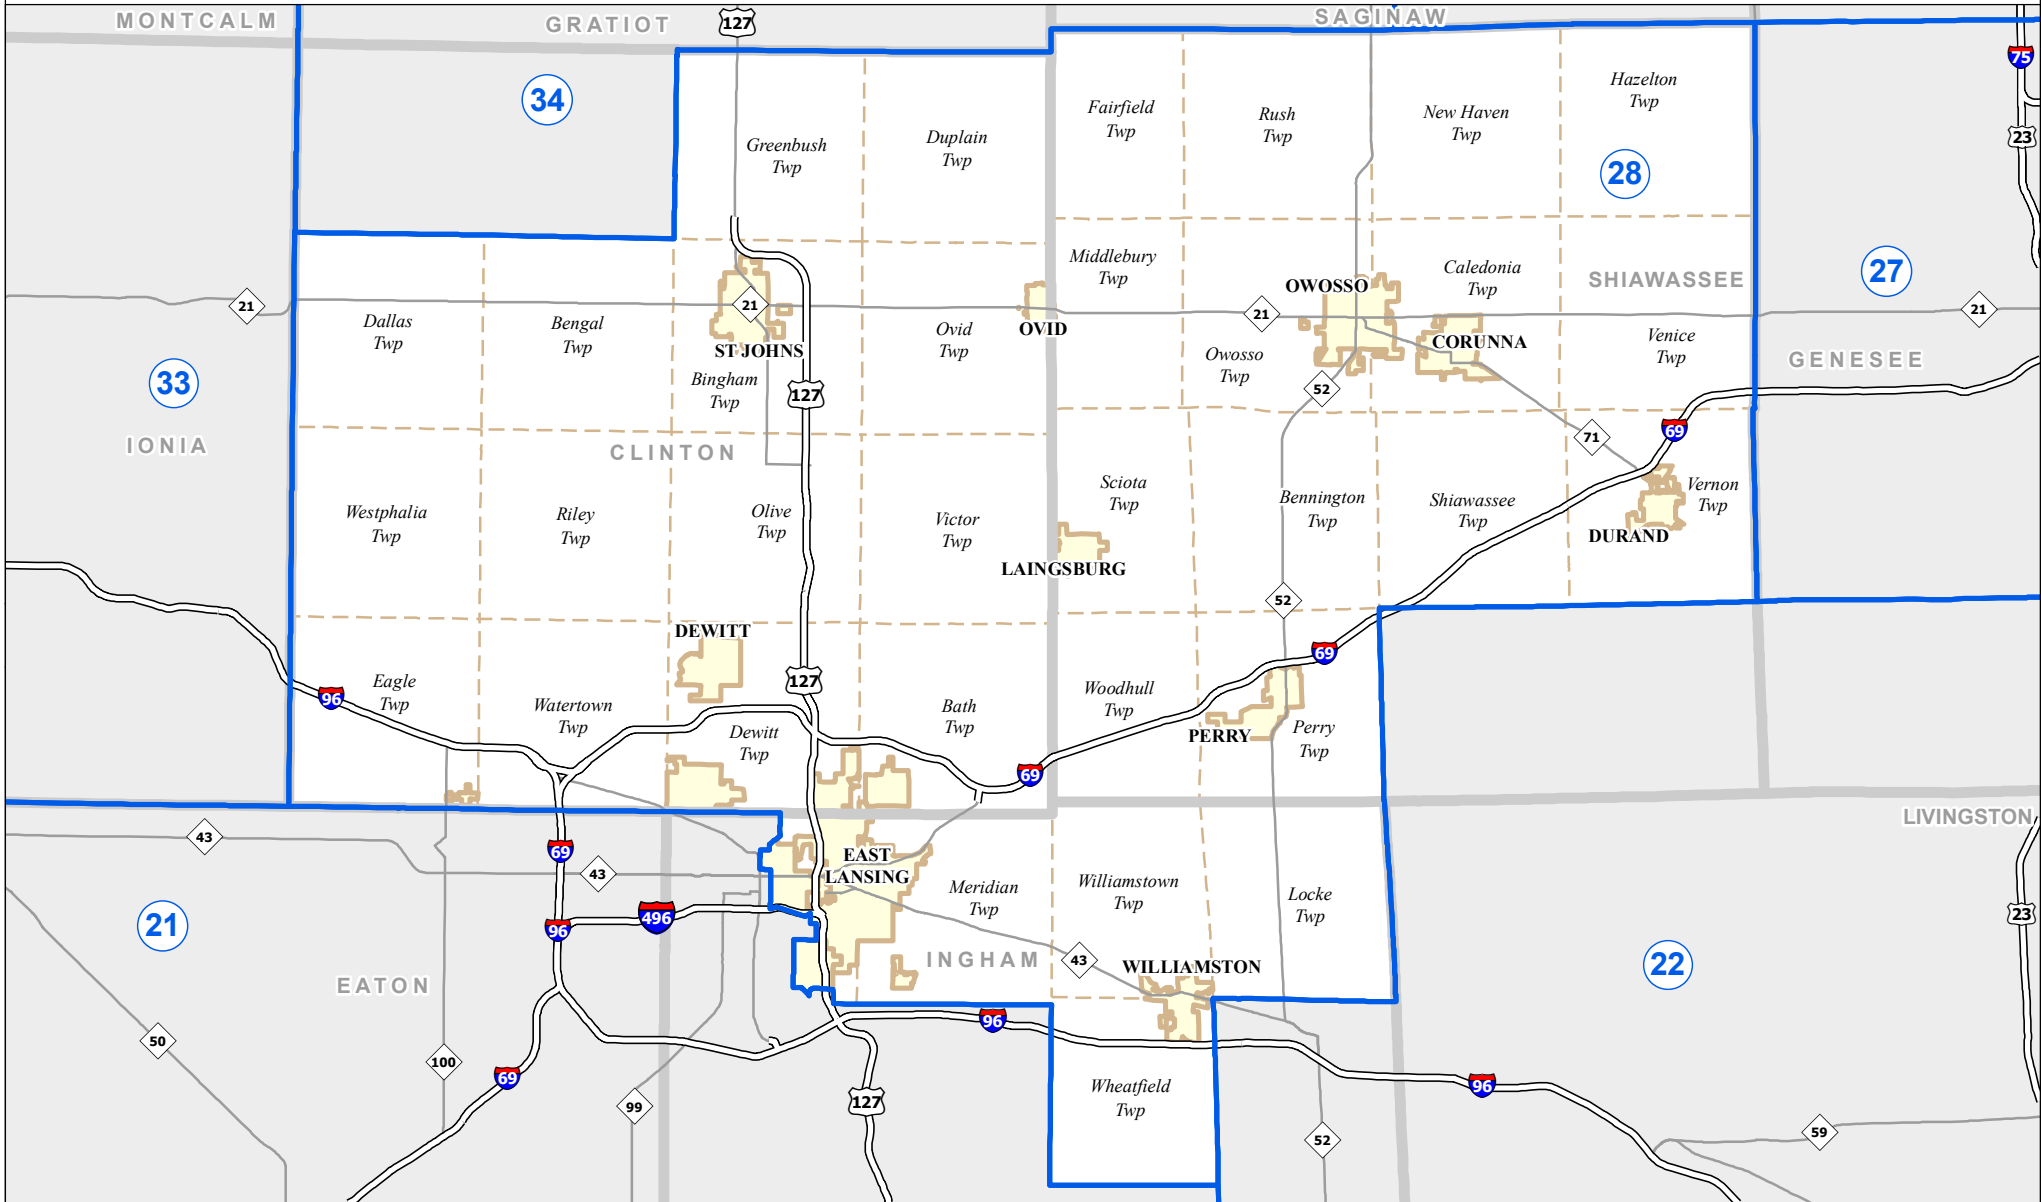 MONTCALM
GRATIOT
127
SAGINAW
75
34
Fairfield
Twp
Rush
Twp
New Haven
Twp
Hazelton
Twp
23
Greenbush
Twp
Duplain
Twp
28
Middlebury
Twp
Caledonia
Twp
SHIAWASSEE
27
OWOSSO
21
21
21
21
Dallas
Twp
Bengal
Twp
ST JOHNS
Ovid
Twp
OVID
Owosso
Twp
CORUNNA
Venice
Twp
GENESEE
33
Bingham
Twp
127
52
69
71
IONIA
CLINTON
Westphalia
Twp
Riley
Twp
Olive
Twp
Victor
Twp
Sciota
Twp
Bennington
Twp
Shiawassee
Twp
Vernon
Twp
DURAND
LAINGSBURG
52
DEWITT
69
127
96
Eagle
Twp
Watertown
Twp
Dewitt
Twp
Bath
Twp
Woodhull
Twp
PERRY
Perry
Twp
69
LIVINGSTON
43
69
43
EAST
LANSING
Meridian
Twp
Williamstown
Twp
Locke
Twp
21
96
496
23
INGHAM
43
WILLIAMSTON
22
EATON
96
50
100
69
99
127
Wheatfield
Twp
96
52
59